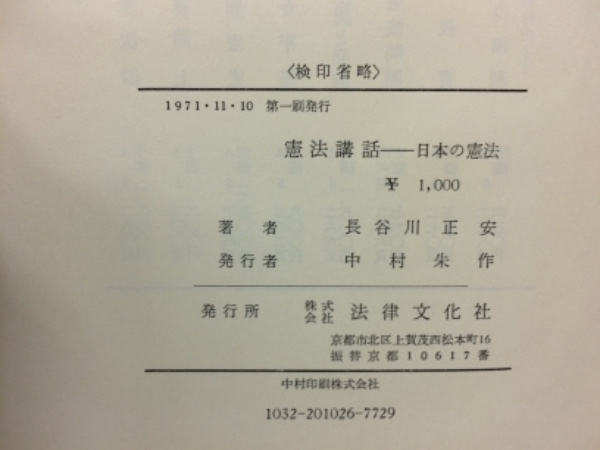 〈検印省略〉
1971・11・10 第一刷発行
憲法講話――日本の憲法
¥ 1,000
著者 長谷川正安
発行者 中村朱作
発行所 株式会社 法律文化社
京都市北区上賀茂西松本町16
振替京都10617番
中村印刷株式会社
1032-201026-7729